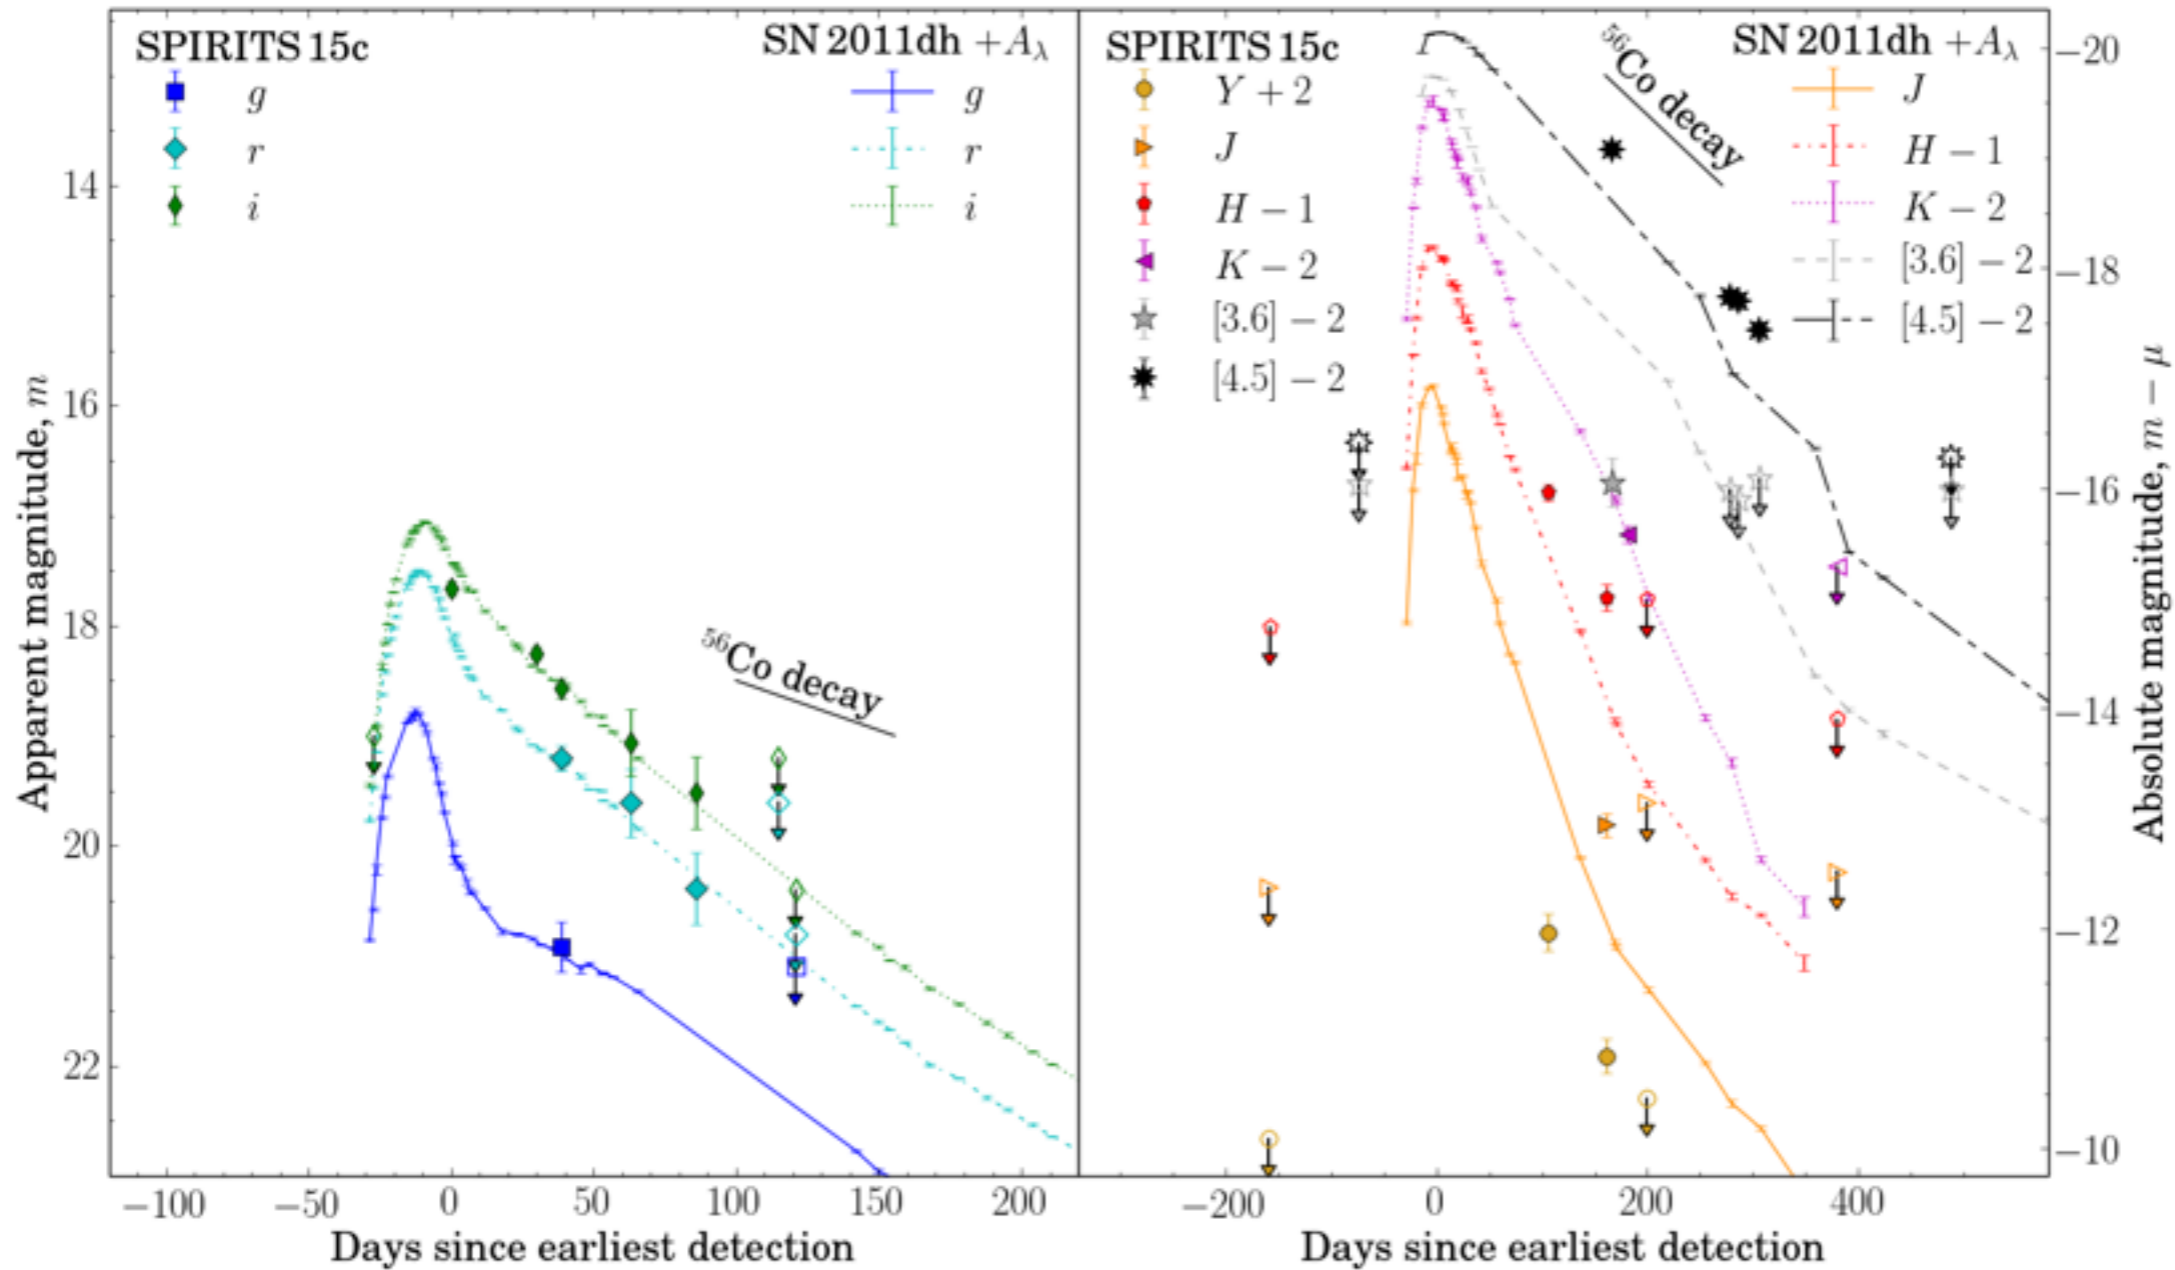 SPIRITS 15c
g
r
i
SN 2011dh +A_λ
g
r
i
⁵⁶Co decay
14
16
18
20
22
Apparent magnitude, m
−100
−50
0
50
100
150
200
Days since earliest detection
SPIRITS 15c
Y + 2
J
H − 1
K − 2
[3.6] − 2
[4.5] − 2
⁵⁶Co decay
SN 2011dh +A_λ
J
H − 1
K − 2
[3.6] − 2
[4.5] − 2
−20
−18
−16
−14
−12
−10
Absolute magnitude, m − μ
−200
0
200
400
Days since earliest detection